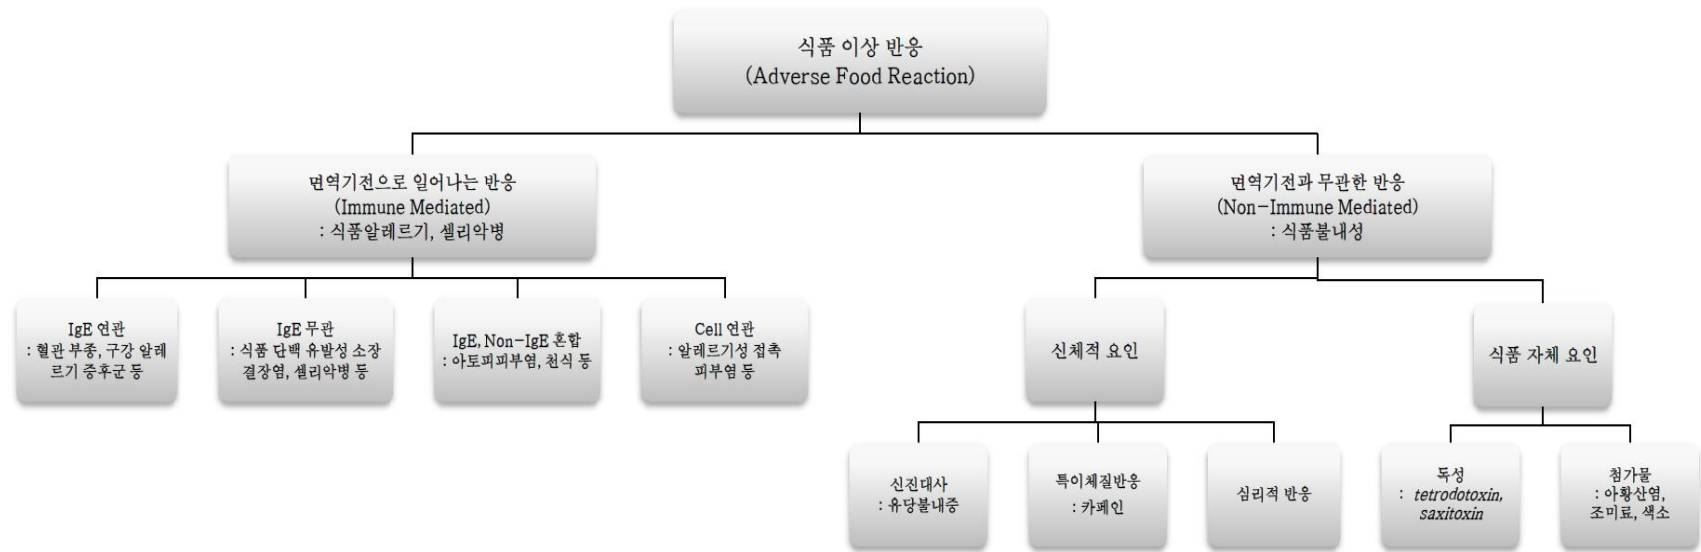 식품 이상 반응
(Adverse Food Reaction)
면역기전으로 일어나는 반응
(Immune Mediated)
: 식품알레르기, 셀리악병
면역기전과 무관한 반응
(Non-Immune Mediated)
: 식품불내성
IgE 연관
: 혈관 부종, 구강 알레
르기 증후군 등
IgE 무관
: 식품 단백 유발성 소장
결장염, 셀리악병 등
IgE, Non-IgE 혼합
: 아토피피부염, 천식 등
Cell 연관
: 알레르기성 접촉
피부염 등
신체적 요인
식품 자체 요인
신진대사
: 유당불내증
특이체질반응
: 카페인
심리적 반응
독성
: tetrodotoxin,
saxitoxin
첨가물
: 아황산염,
조미료, 색소